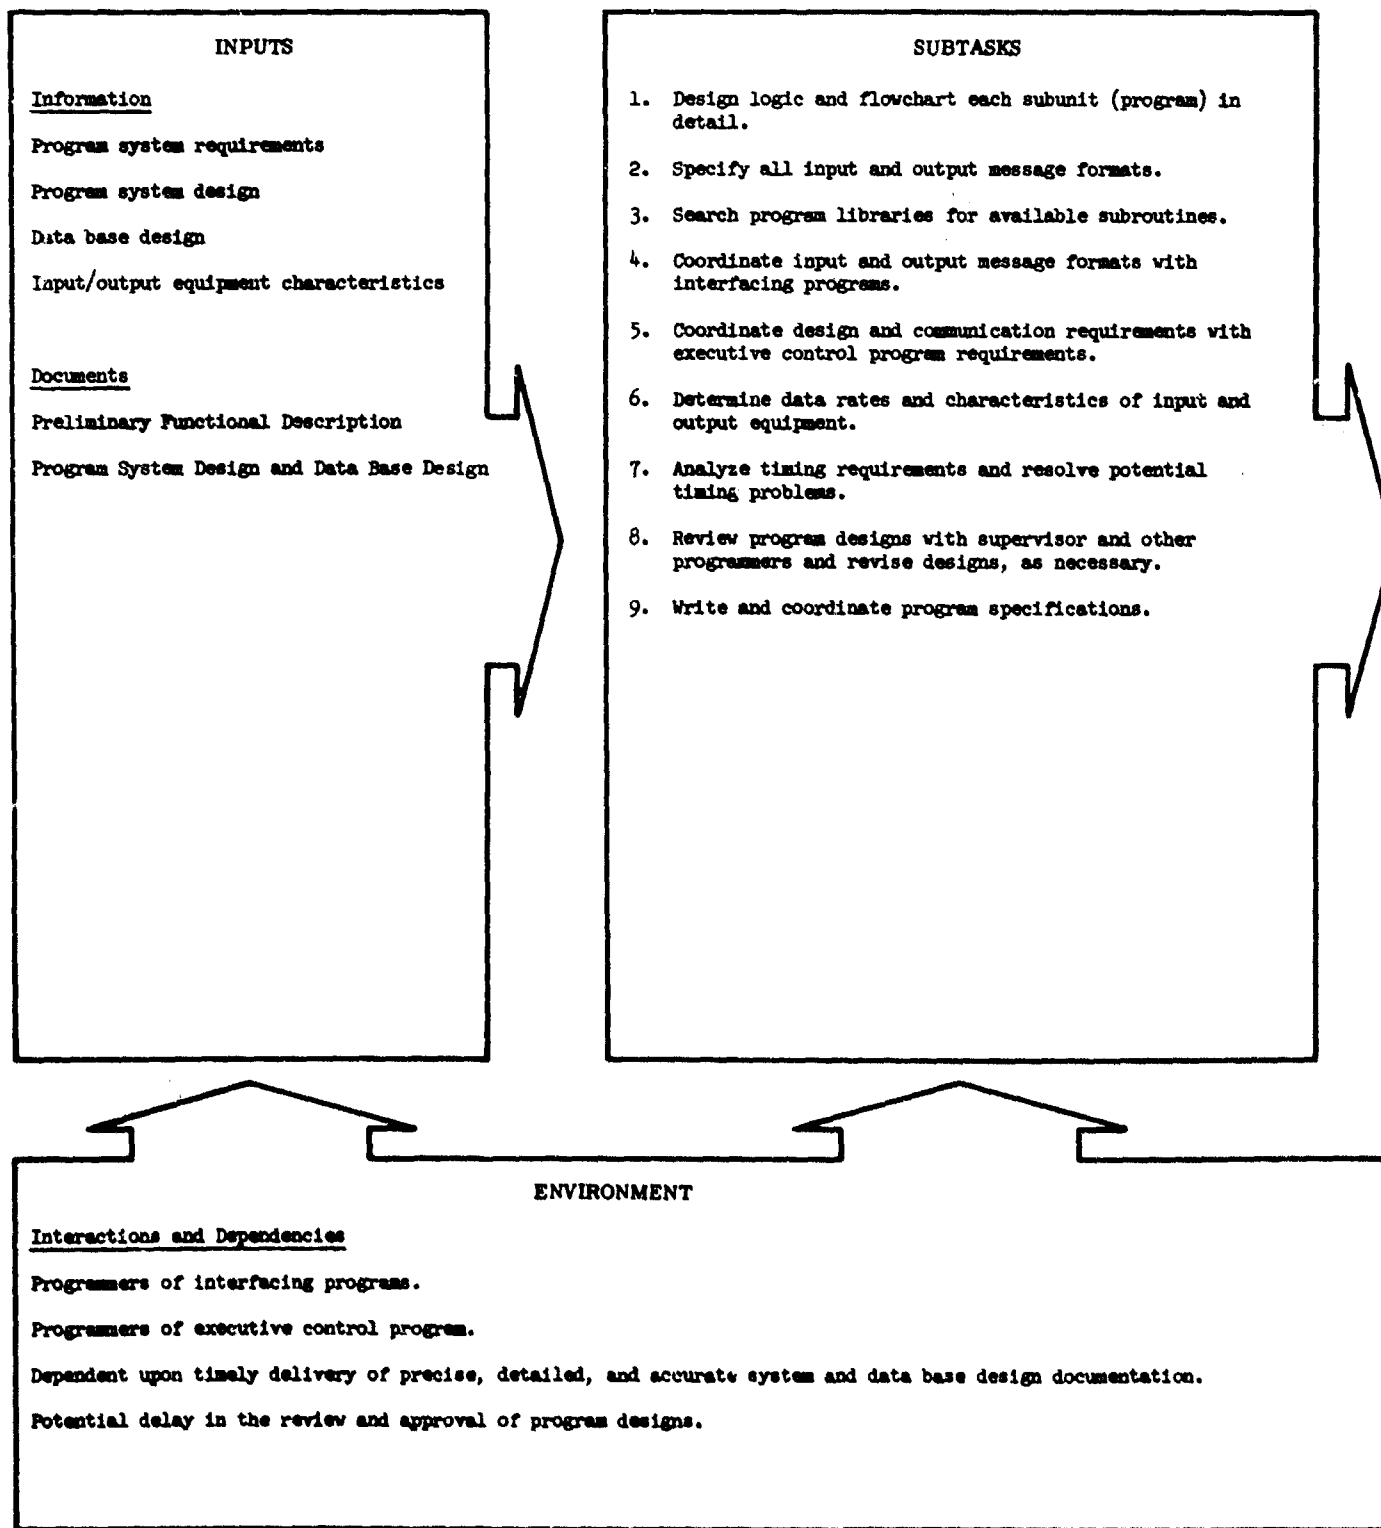 INPUTS
Information
Program system requirements
Program system design
Data base design
Input/output equipment characteristics
Documents
Preliminary Functional Description
Program System Design and Data Base Design
SUBTASKS
1. Design logic and flowchart each subunit (program) in
detail.
2. Specify all input and output message formats.
3. Search program libraries for available subroutines.
4. Coordinate input and output message formats with
interfacing programs.
5. Coordinate design and communication requirements with
executive control program requirements.
6. Determine data rates and characteristics of input and
output equipment.
7. Analyze timing requirements and resolve potential
timing problems.
8. Review program designs with supervisor and other
programmers and revise designs, as necessary.
9. Write and coordinate program specifications.
ENVIRONMENT
Interactions and Dependencies
Programmers of interfacing programs.
Programmers of executive control program.
Dependent upon timely delivery of precise, detailed, and accurate system and data base design documentation.
Potential delay in the review and approval of program designs.